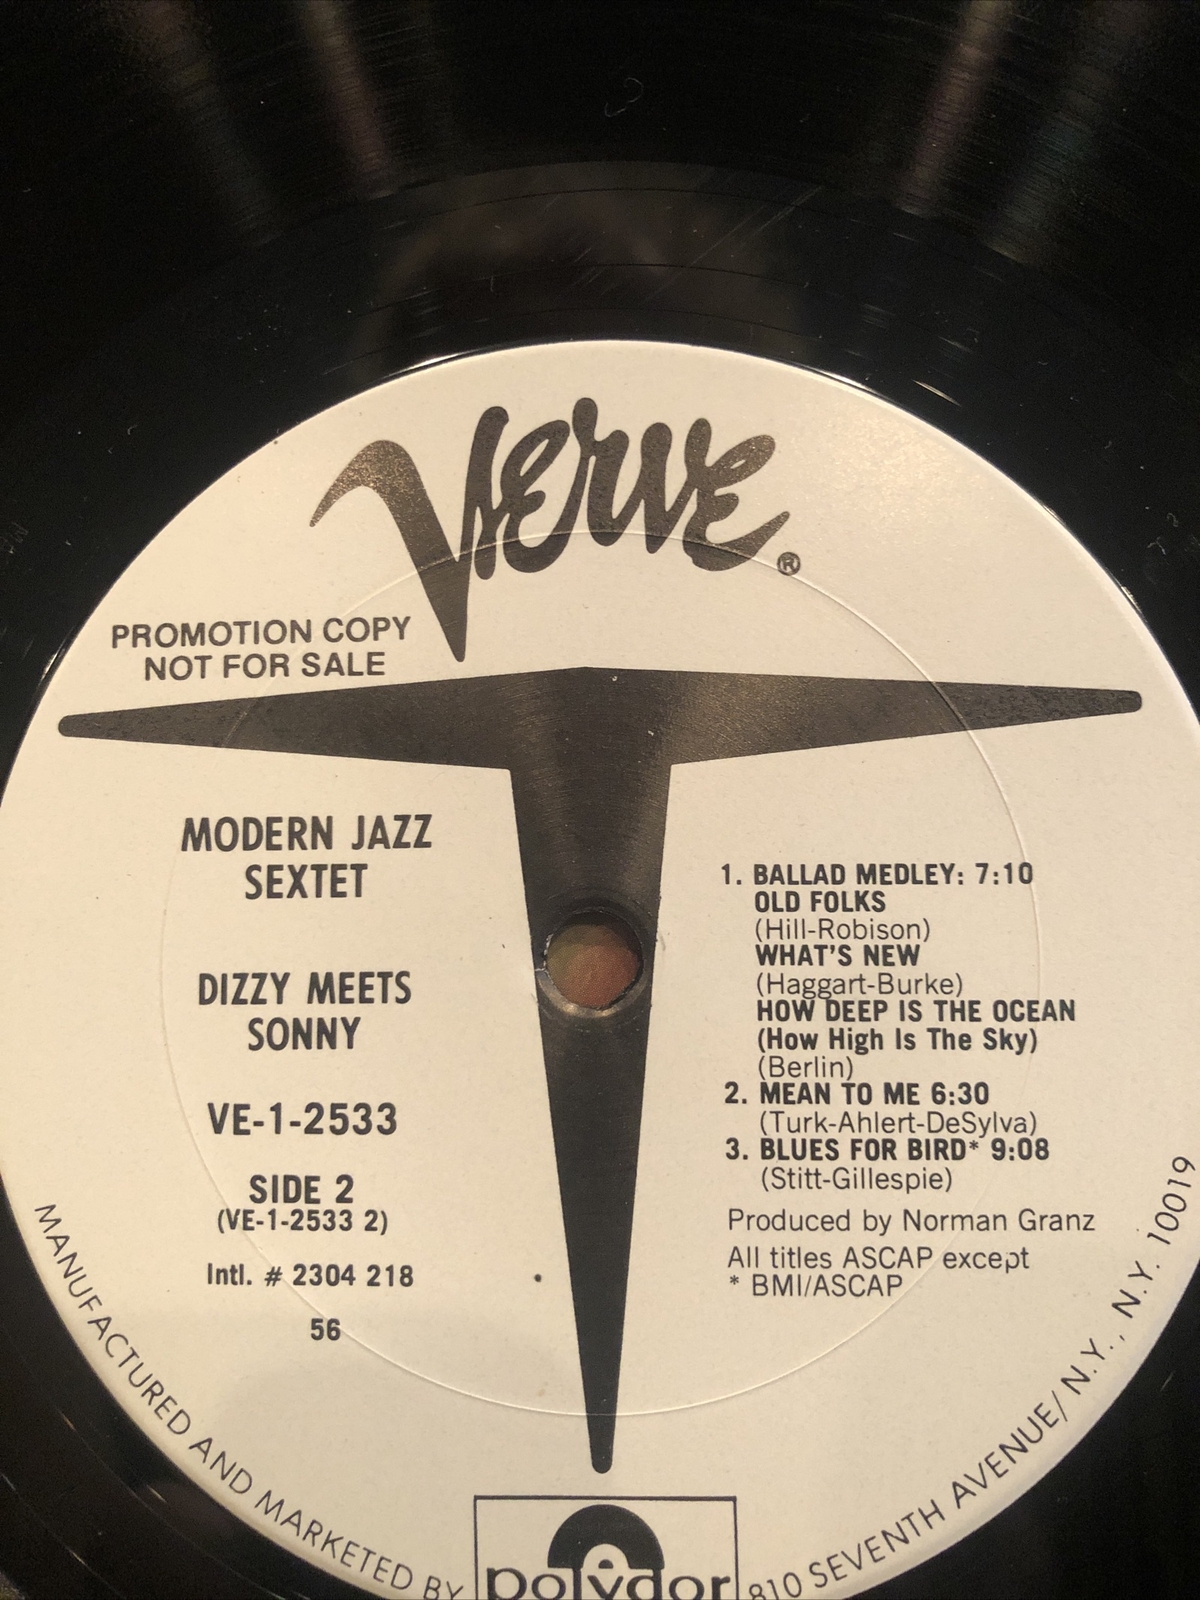 Verve®
PROMOTION COPY
NOT FOR SALE
MODERN JAZZ
SEXTET
DIZZY MEETS
SONNY
VE-1-2533
SIDE 2
(VE-1-2533 2)
Intl. # 2304 218
56
1. BALLAD MEDLEY: 7:10
OLD FOLKS
(Hill-Robison)
WHAT'S NEW
(Haggart-Burke)
HOW DEEP IS THE OCEAN
(How High Is The Sky)
(Berlin)
2. MEAN TO ME 6:30
(Turk-Ahlert-DeSylva)
3. BLUES FOR BIRD* 9:08
(Stitt-Gillespie)
Produced by Norman Granz
All titles ASCAP except
* BMI/ASCAP
MANUFACTURED AND MARKETED BY polydor 810 SEVENTH AVENUE/ N.Y., N.Y. 10019